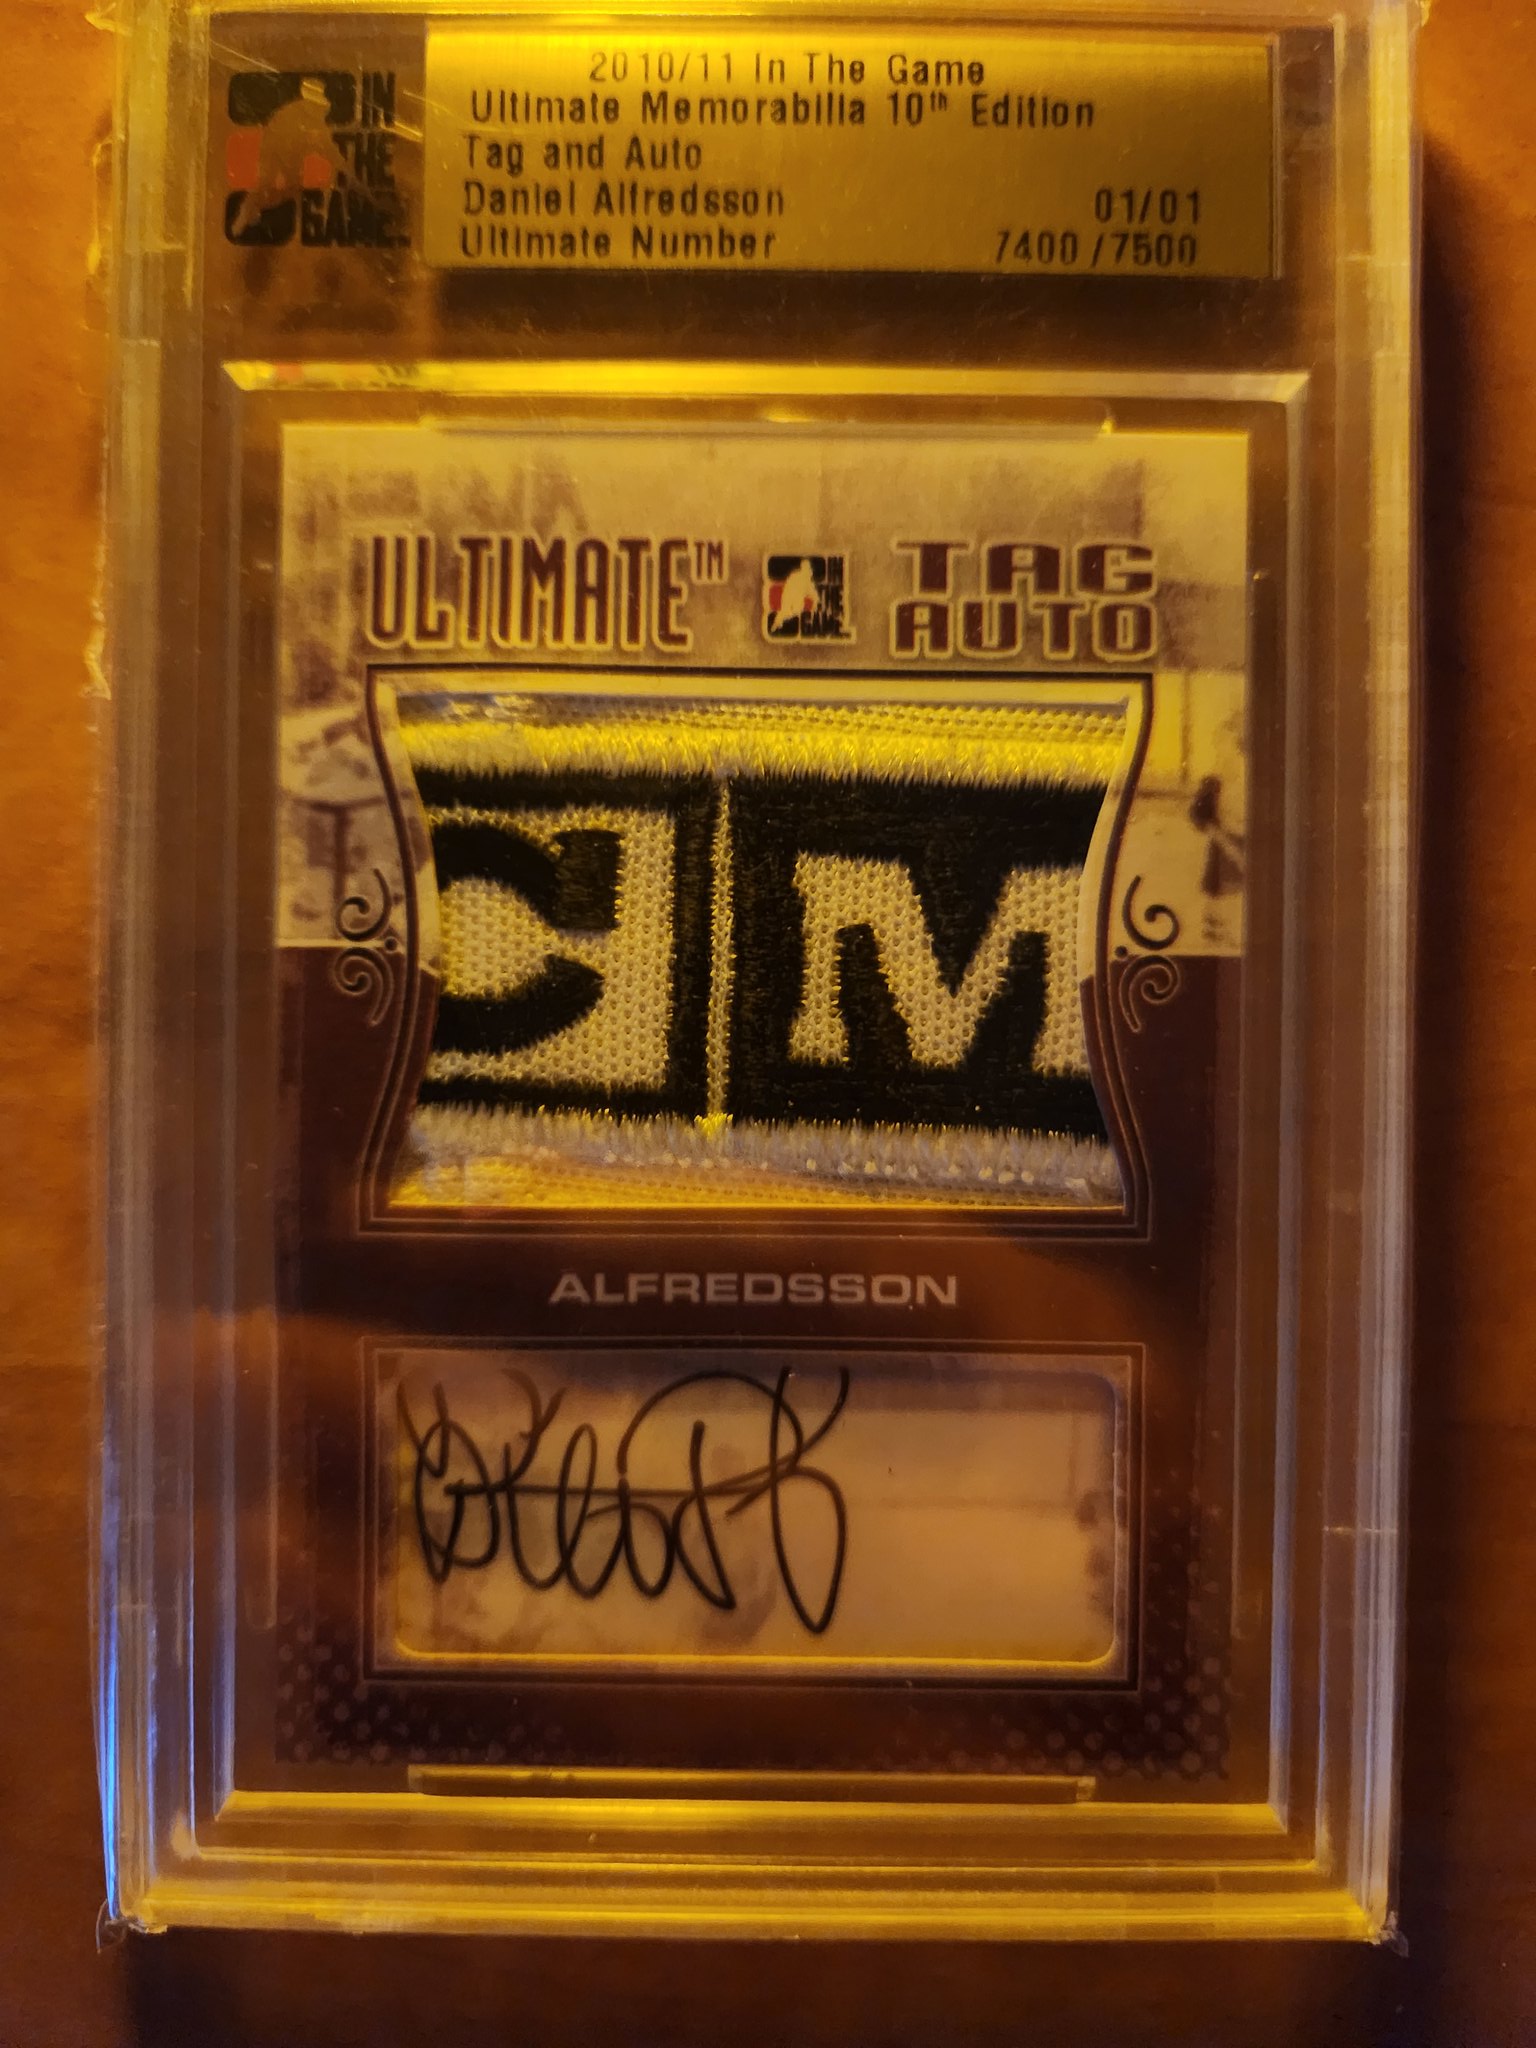 IN THE GAME
2010/11 In The Game
Ultimate Memorabilia 10th Edition
Tag and Auto
Daniel Alfredsson 01/01
Ultimate Number 7400/7500
ULTIMATE™ IN THE GAME. TAG AUTO
C M
ALFREDSSON